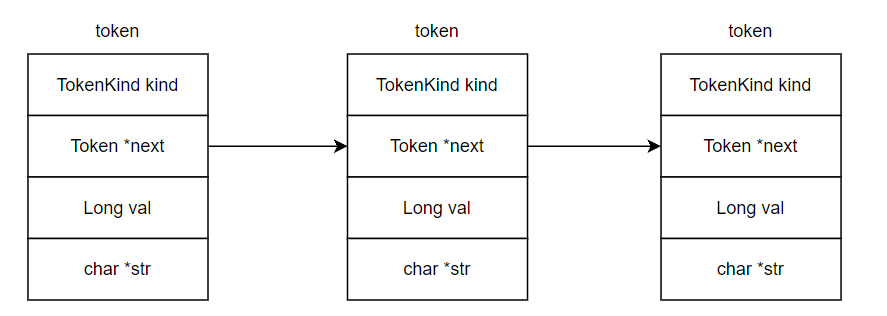 token
TokenKind kind
Token *next
Long val
char *str
token
TokenKind kind
Token *next
Long val
char *str
token
TokenKind kind
Token *next
Long val
char *str